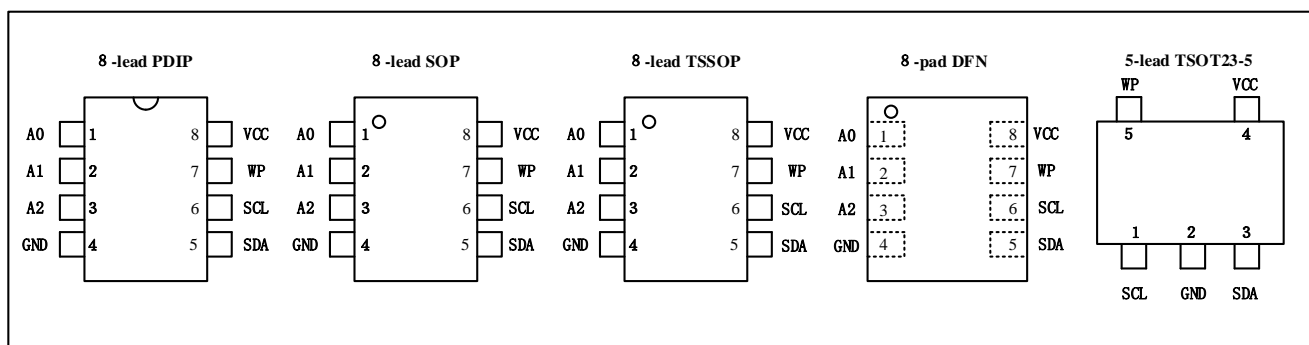 8 -lead PDIP
A0 1 8 VCC
A1 2 7 WP
A2 3 6 SCL
GND 4 5 SDA
8 -lead SOP
A0 1 8 VCC
A1 2 7 WP
A2 3 6 SCL
GND 4 5 SDA
8 -lead TSSOP
A0 1 8 VCC
A1 2 7 WP
A2 3 6 SCL
GND 4 5 SDA
8 -pad DFN
A0 1 8 VCC
A1 2 7 WP
A2 3 6 SCL
GND 4 5 SDA
5-lead TSOT23-5
WP VCC
5 4
1 2 3
SCL GND SDA